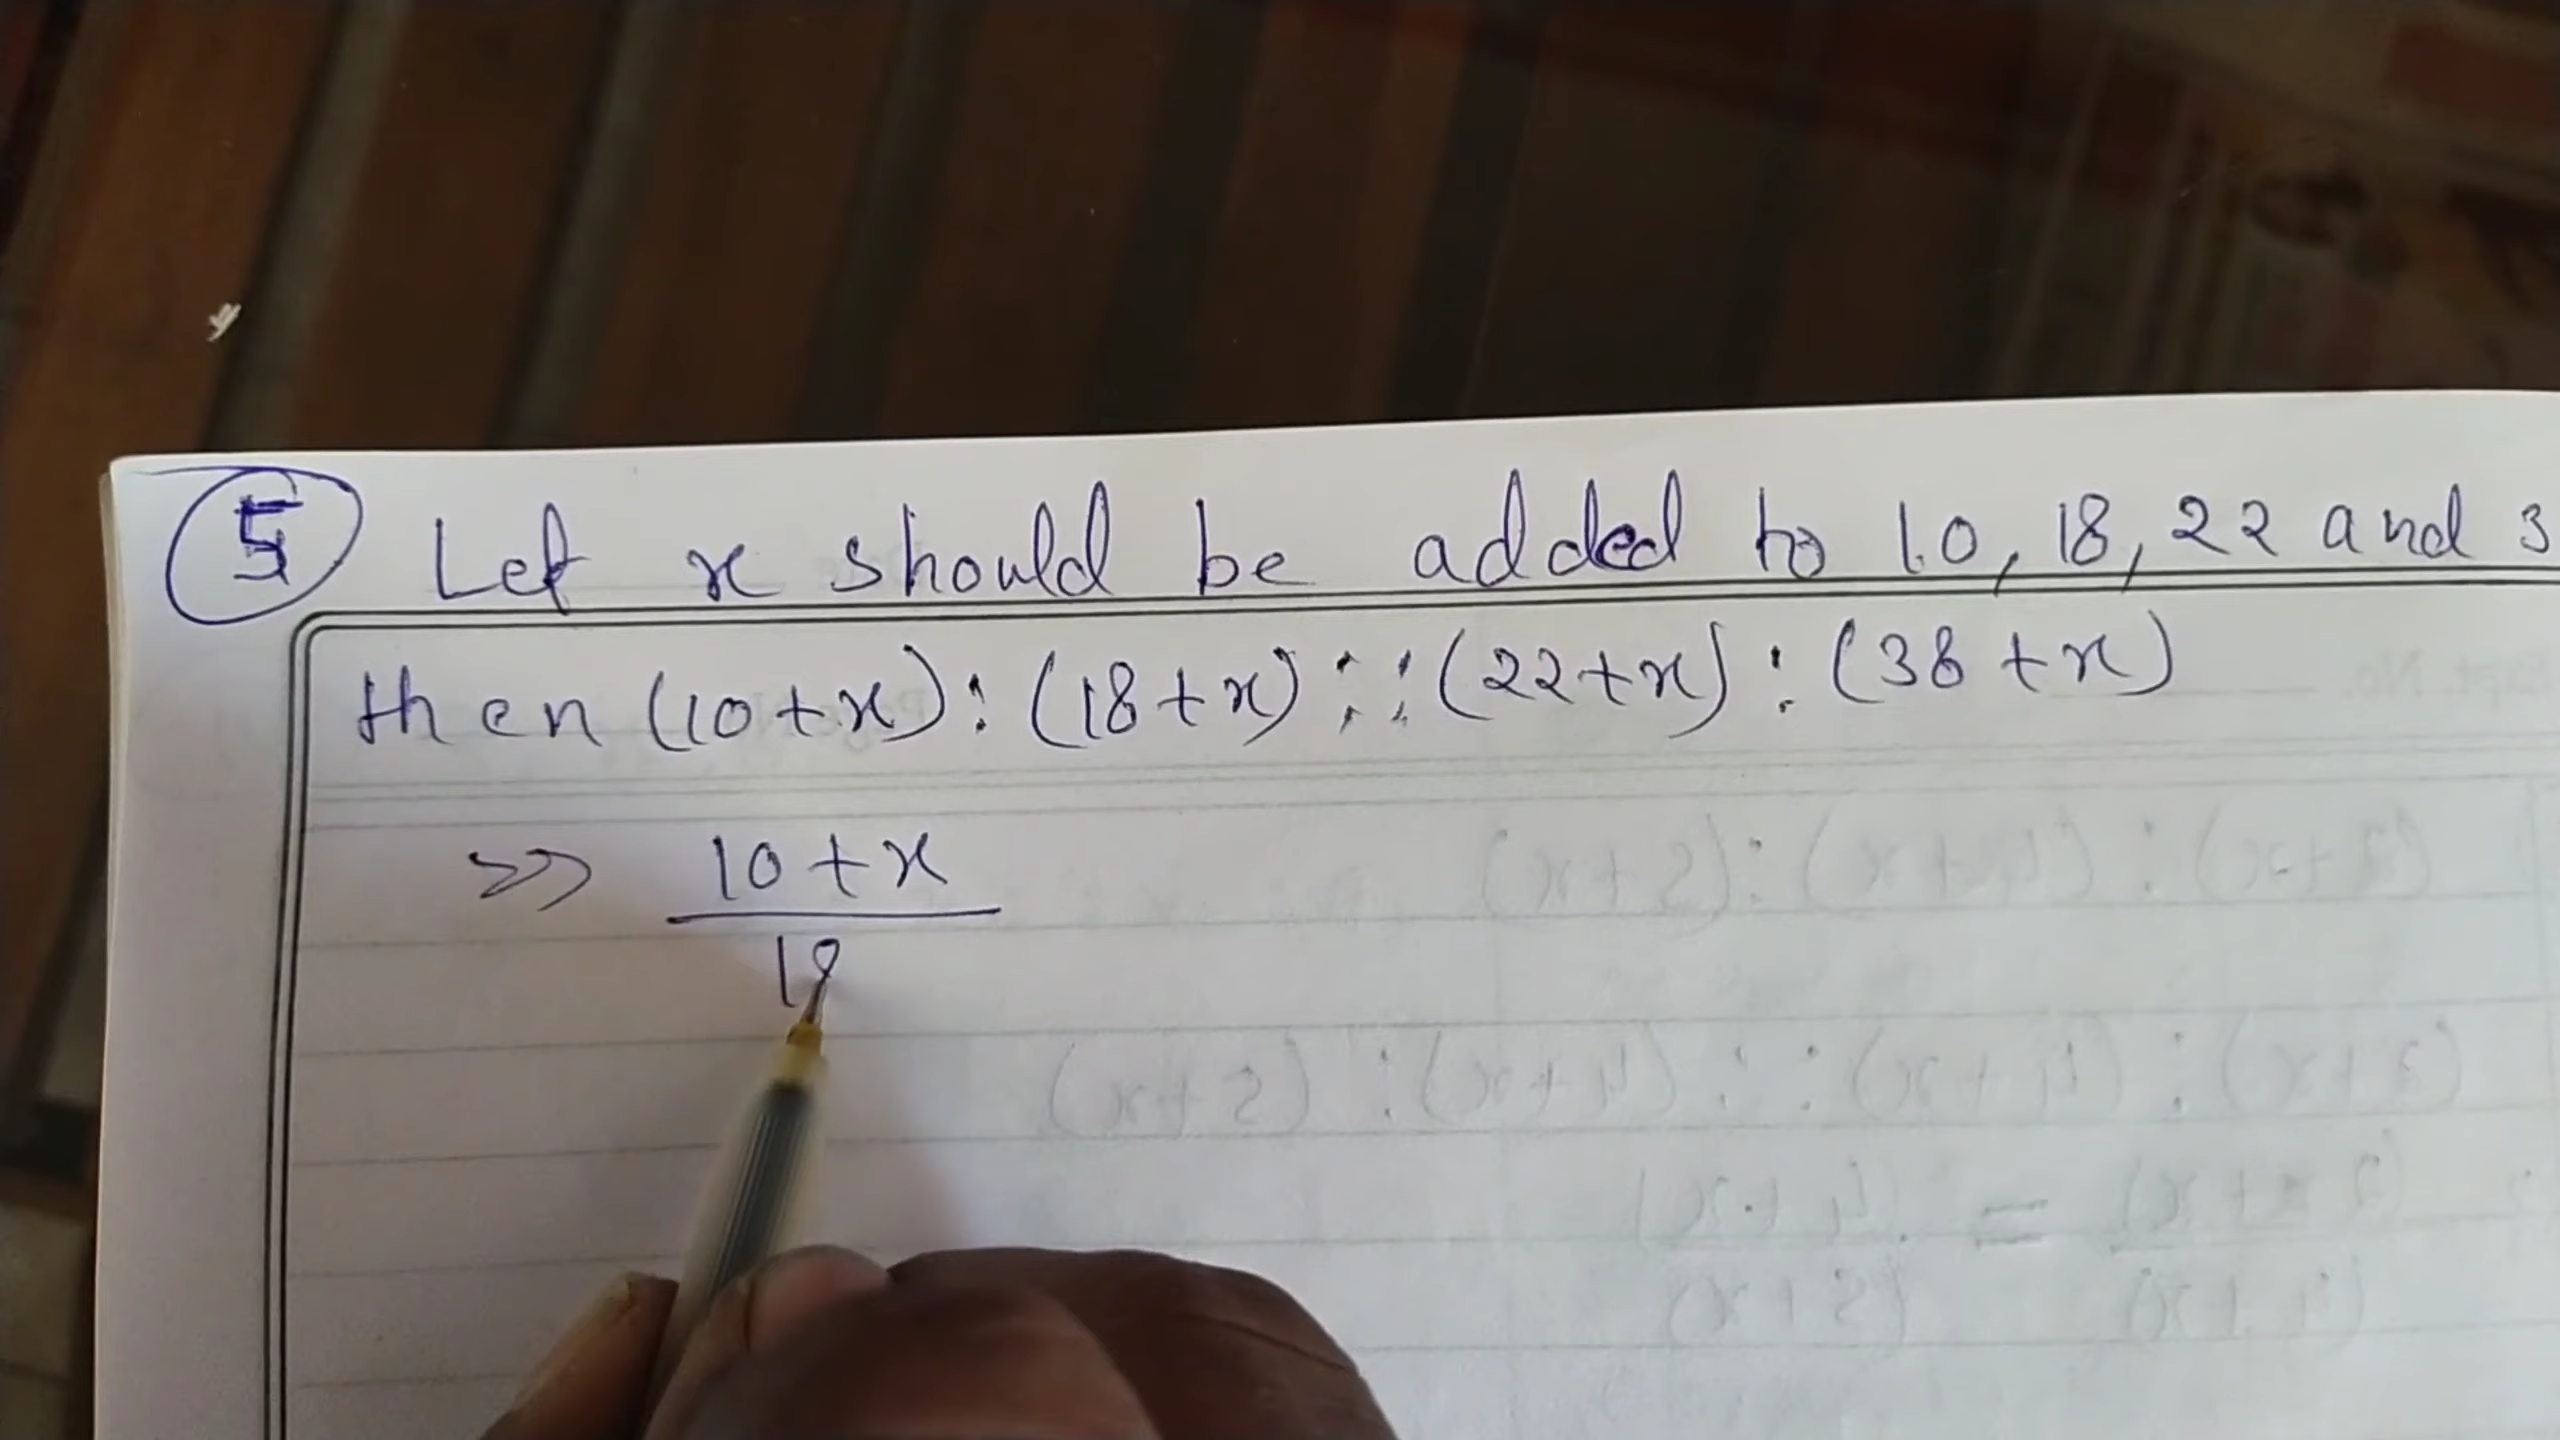 5 Let x should be added to 10, 18, 22 and 3
then (10+x) : (18+x) :: (22+x) : (38+x)
⇒ 10+x
18